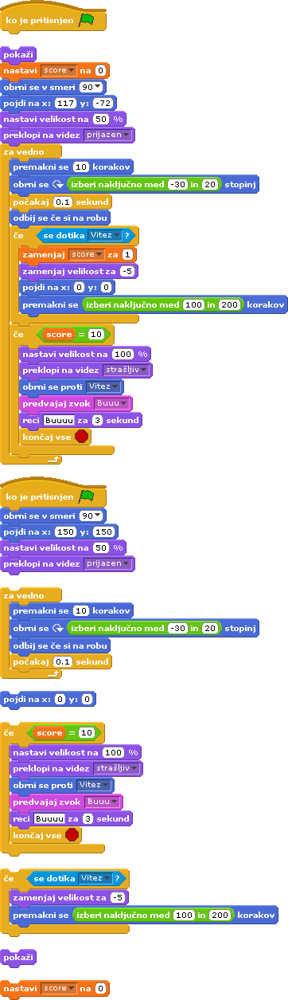 ko je pritisnjen
pokaži
nastavi score na 0
obrni se v smeri 90
pojdi na x: 117 y: -72
nastavi velikost na 50 %
preklopi na videz prijazen
za vedno
premakni se 10 korakov
obrni se izberi naključno med -30 in 20 stopinj
počakaj 0.1 sekund
odbij se če si na robu
če se dotika Vitez ?
zamenjaj score za 1
zamenjaj velikost za -5
pojdi na x: 0 y: 0
premakni se izberi naključno med 100 in 200 korakov
če score = 10
nastavi velikost na 100 %
preklopi na videz strašljiv
obrni se proti Vitez
predvajaj zvok Buuu
reci Buuuu za 3 sekund
končaj vse
ko je pritisnjen
obrni se v smeri 90
pojdi na x: 150 y: 150
nastavi velikost na 50 %
preklopi na videz prijazen
za vedno
premakni se 10 korakov
obrni se izberi naključno med -30 in 20 stopinj
odbij se če si na robu
počakaj 0.1 sekund
pojdi na x: 0 y: 0
če score = 10
nastavi velikost na 100 %
preklopi na videz strašljiv
obrni se proti Vitez
predvajaj zvok Buuu
reci Buuuu za 3 sekund
končaj vse
če se dotika Vitez ?
zamenjaj velikost za -5
premakni se izberi naključno med 100 in 200 korakov
pokaži
nastavi score na 0